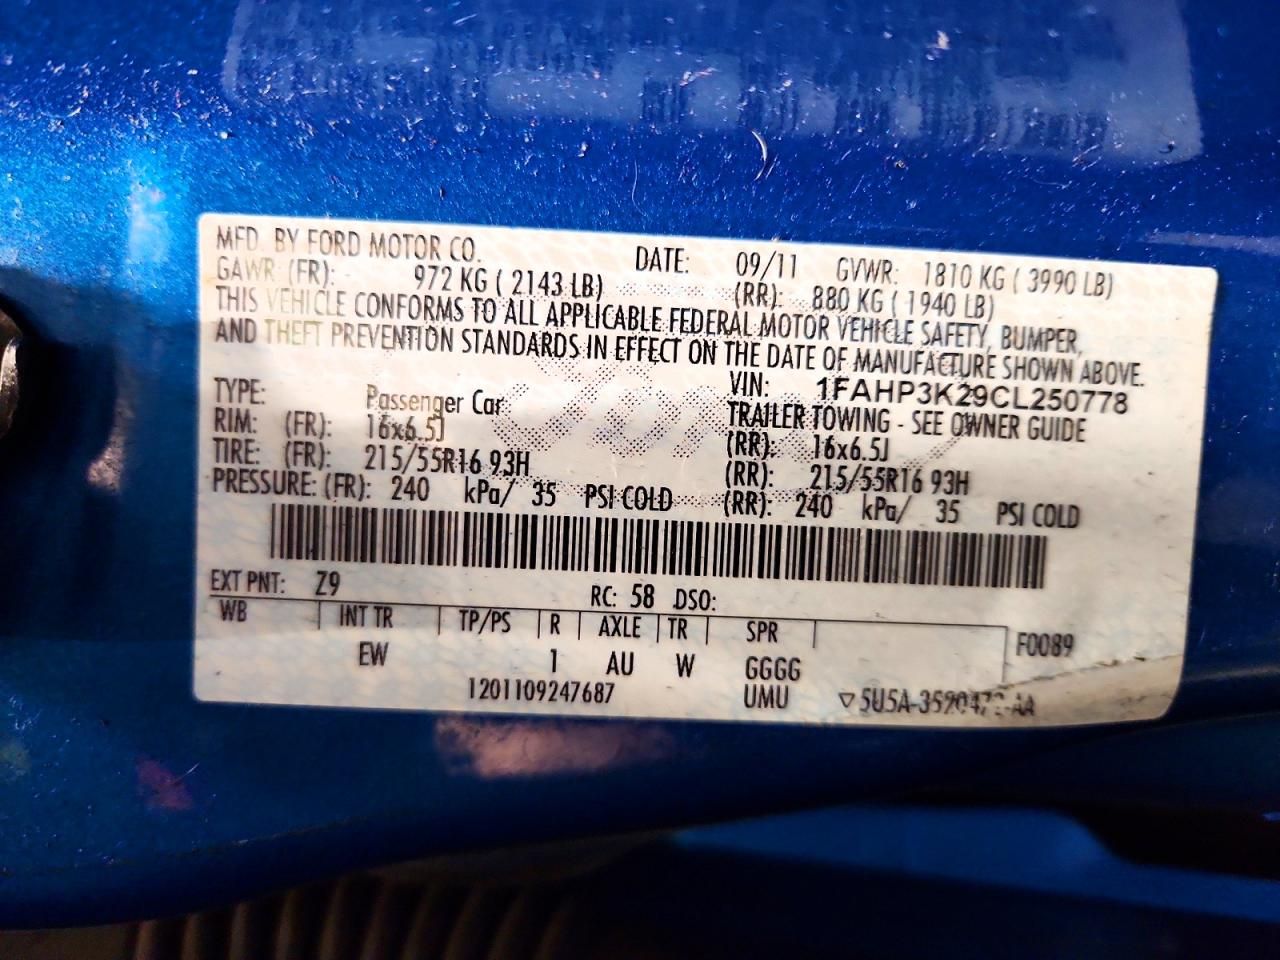 MFD. BY FORD MOTOR CO. DATE: 09/11 GVWR: 1810 KG ( 3990 LB)
GAWR (FR): 972 KG ( 2143 LB) (RR): 880 KG ( 1940 LB)
THIS VEHICLE CONFORMS TO ALL APPLICABLE FEDERAL MOTOR VEHICLE SAFETY, BUMPER,
AND THEFT PREVENTION STANDARDS IN EFFECT ON THE DATE OF MANUFACTURE SHOWN ABOVE.
VIN: 1FAHP3K29CL250778
TYPE: Passenger Car TRAILER TOWING - SEE OWNER GUIDE
RIM: (FR): 16x6.5J (RR): 16x6.5J
TIRE: (FR): 215/55R16 93H (RR): 215/55R16 93H
PRESSURE: (FR): 240 kPa/ 35 PSI COLD (RR): 240 kPa/ 35 PSI COLD
EXT PNT: Z9 RC: 58 DSO:
WB INT TR TP/PS R AXLE TR SPR F0089
EW 1 AU W GGGG
1201109247687 UMU ▽ 5U5A-3520472-AA